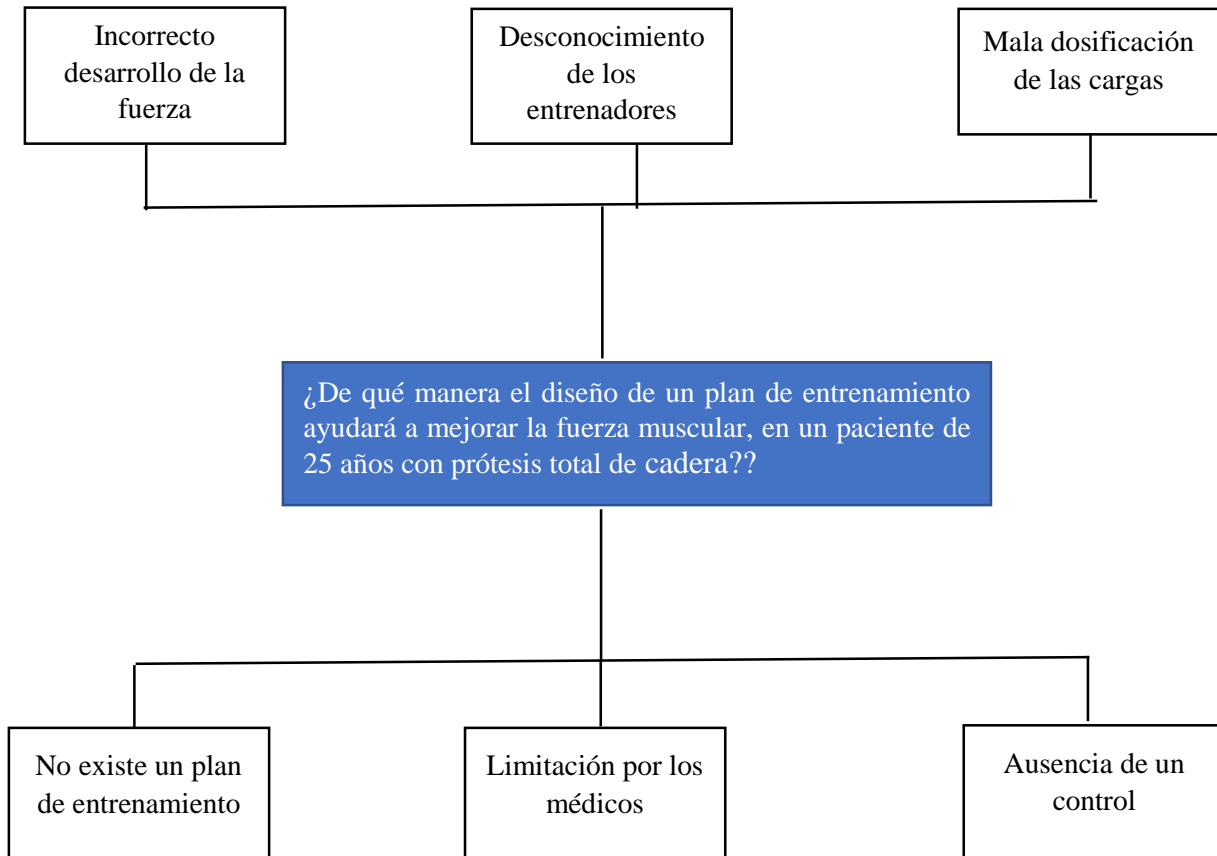 Incorrecto
desarrollo de la
fuerza
Desconocimiento
de los
entrenadores
Mala dosificación
de las cargas
¿De qué manera el diseño de un plan de entrenamiento
ayudará a mejorar la fuerza muscular, en un paciente de
25 años con prótesis total de cadera??
No existe un plan
de entrenamiento
Limitación por los
médicos
Ausencia de un
control